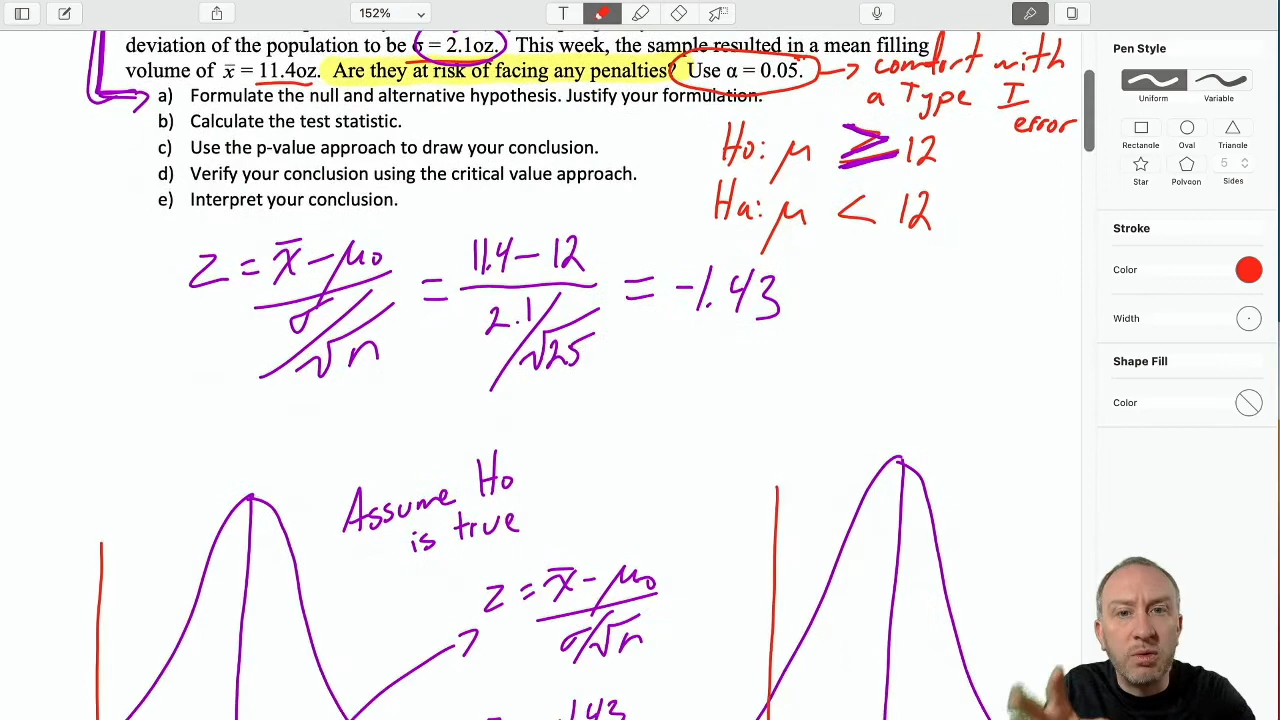 152%
T
deviation of the population to be σ = 2.1oz. This week, the sample resulted in a mean filling
volume of x̄ = 11.4oz. Are they at risk of facing any penalties? Use α = 0.05.
a) Formulate the null and alternative hypothesis. Justify your formulation.
b) Calculate the test statistic.
c) Use the p-value approach to draw your conclusion.
d) Verify your conclusion using the critical value approach.
e) Interpret your conclusion.
comfort with
a Type I
error
Ho: μ ≥ 12
Ha: μ < 12
z = x̄ - μo / σ/√n = 11.4 - 12 / 2.1/√25 = -1.43
Assume Ho
is true
z = x̄ - μo / σ/√n
Pen Style
Uniform Variable
Rectangle Oval Triangle
Star Polygon 5 Sides
Stroke
Color
Width
Shape Fill
Color